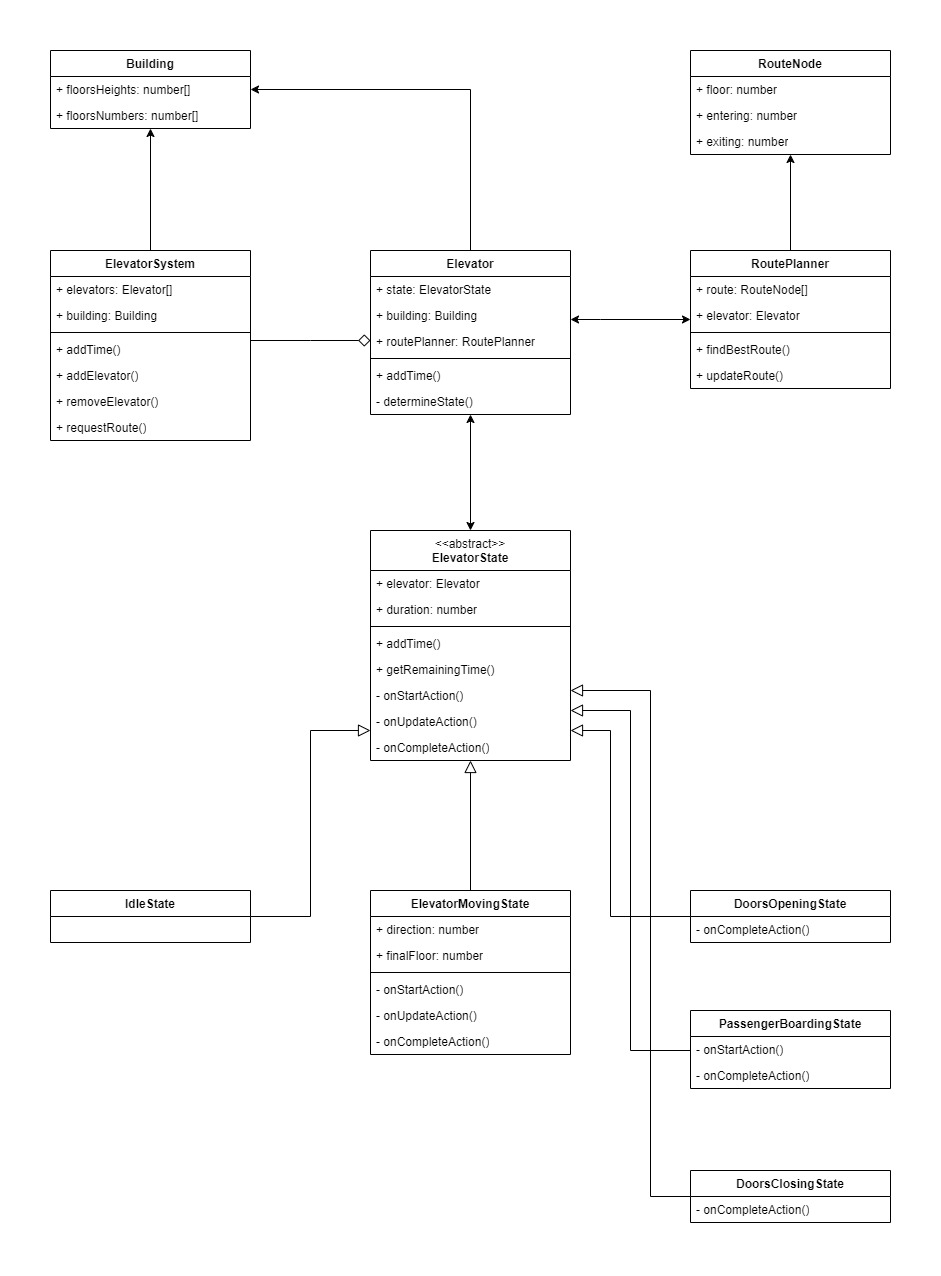 Building
+ floorsHeights: number[]
+ floorsNumbers: number[]
RouteNode
+ floor: number
+ entering: number
+ exiting: number
ElevatorSystem
+ elevators: Elevator[]
+ building: Building
+ addTime()
+ addElevator()
+ removeElevator()
+ requestRoute()
Elevator
+ state: ElevatorState
+ building: Building
+ routePlanner: RoutePlanner
+ addTime()
- determineState()
RoutePlanner
+ route: RouteNode[]
+ elevator: Elevator
+ findBestRoute()
+ updateRoute()
<<abstract>>
ElevatorState
+ elevator: Elevator
+ duration: number
+ addTime()
+ getRemainingTime()
- onStartAction()
- onUpdateAction()
- onCompleteAction()
IdleState
ElevatorMovingState
+ direction: number
+ finalFloor: number
- onStartAction()
- onUpdateAction()
- onCompleteAction()
DoorsOpeningState
- onCompleteAction()
PassengerBoardingState
- onStartAction()
- onCompleteAction()
DoorsClosingState
- onCompleteAction()